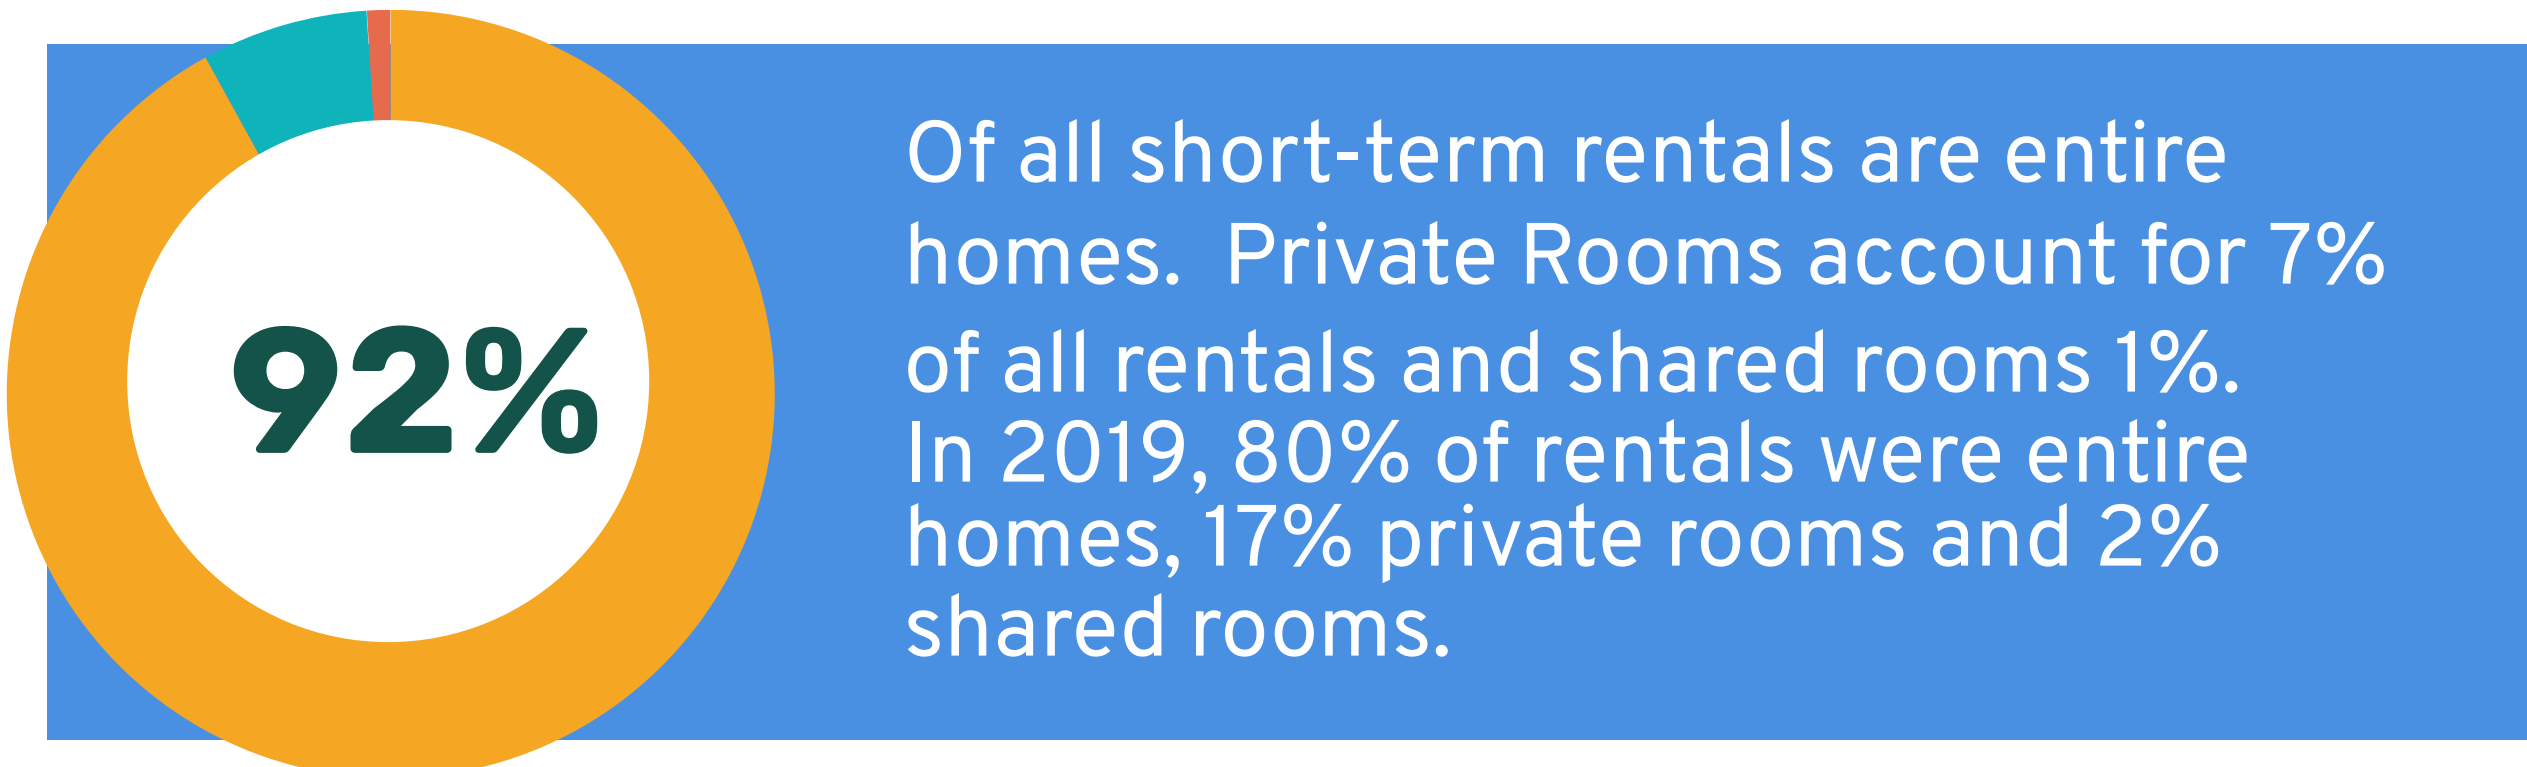 92%
Of all short-term rentals are entire
homes.  Private Rooms account for 7%
of all rentals and shared rooms 1%.
In 2019, 80% of rentals were entire
homes, 17% private rooms and 2%
shared rooms.